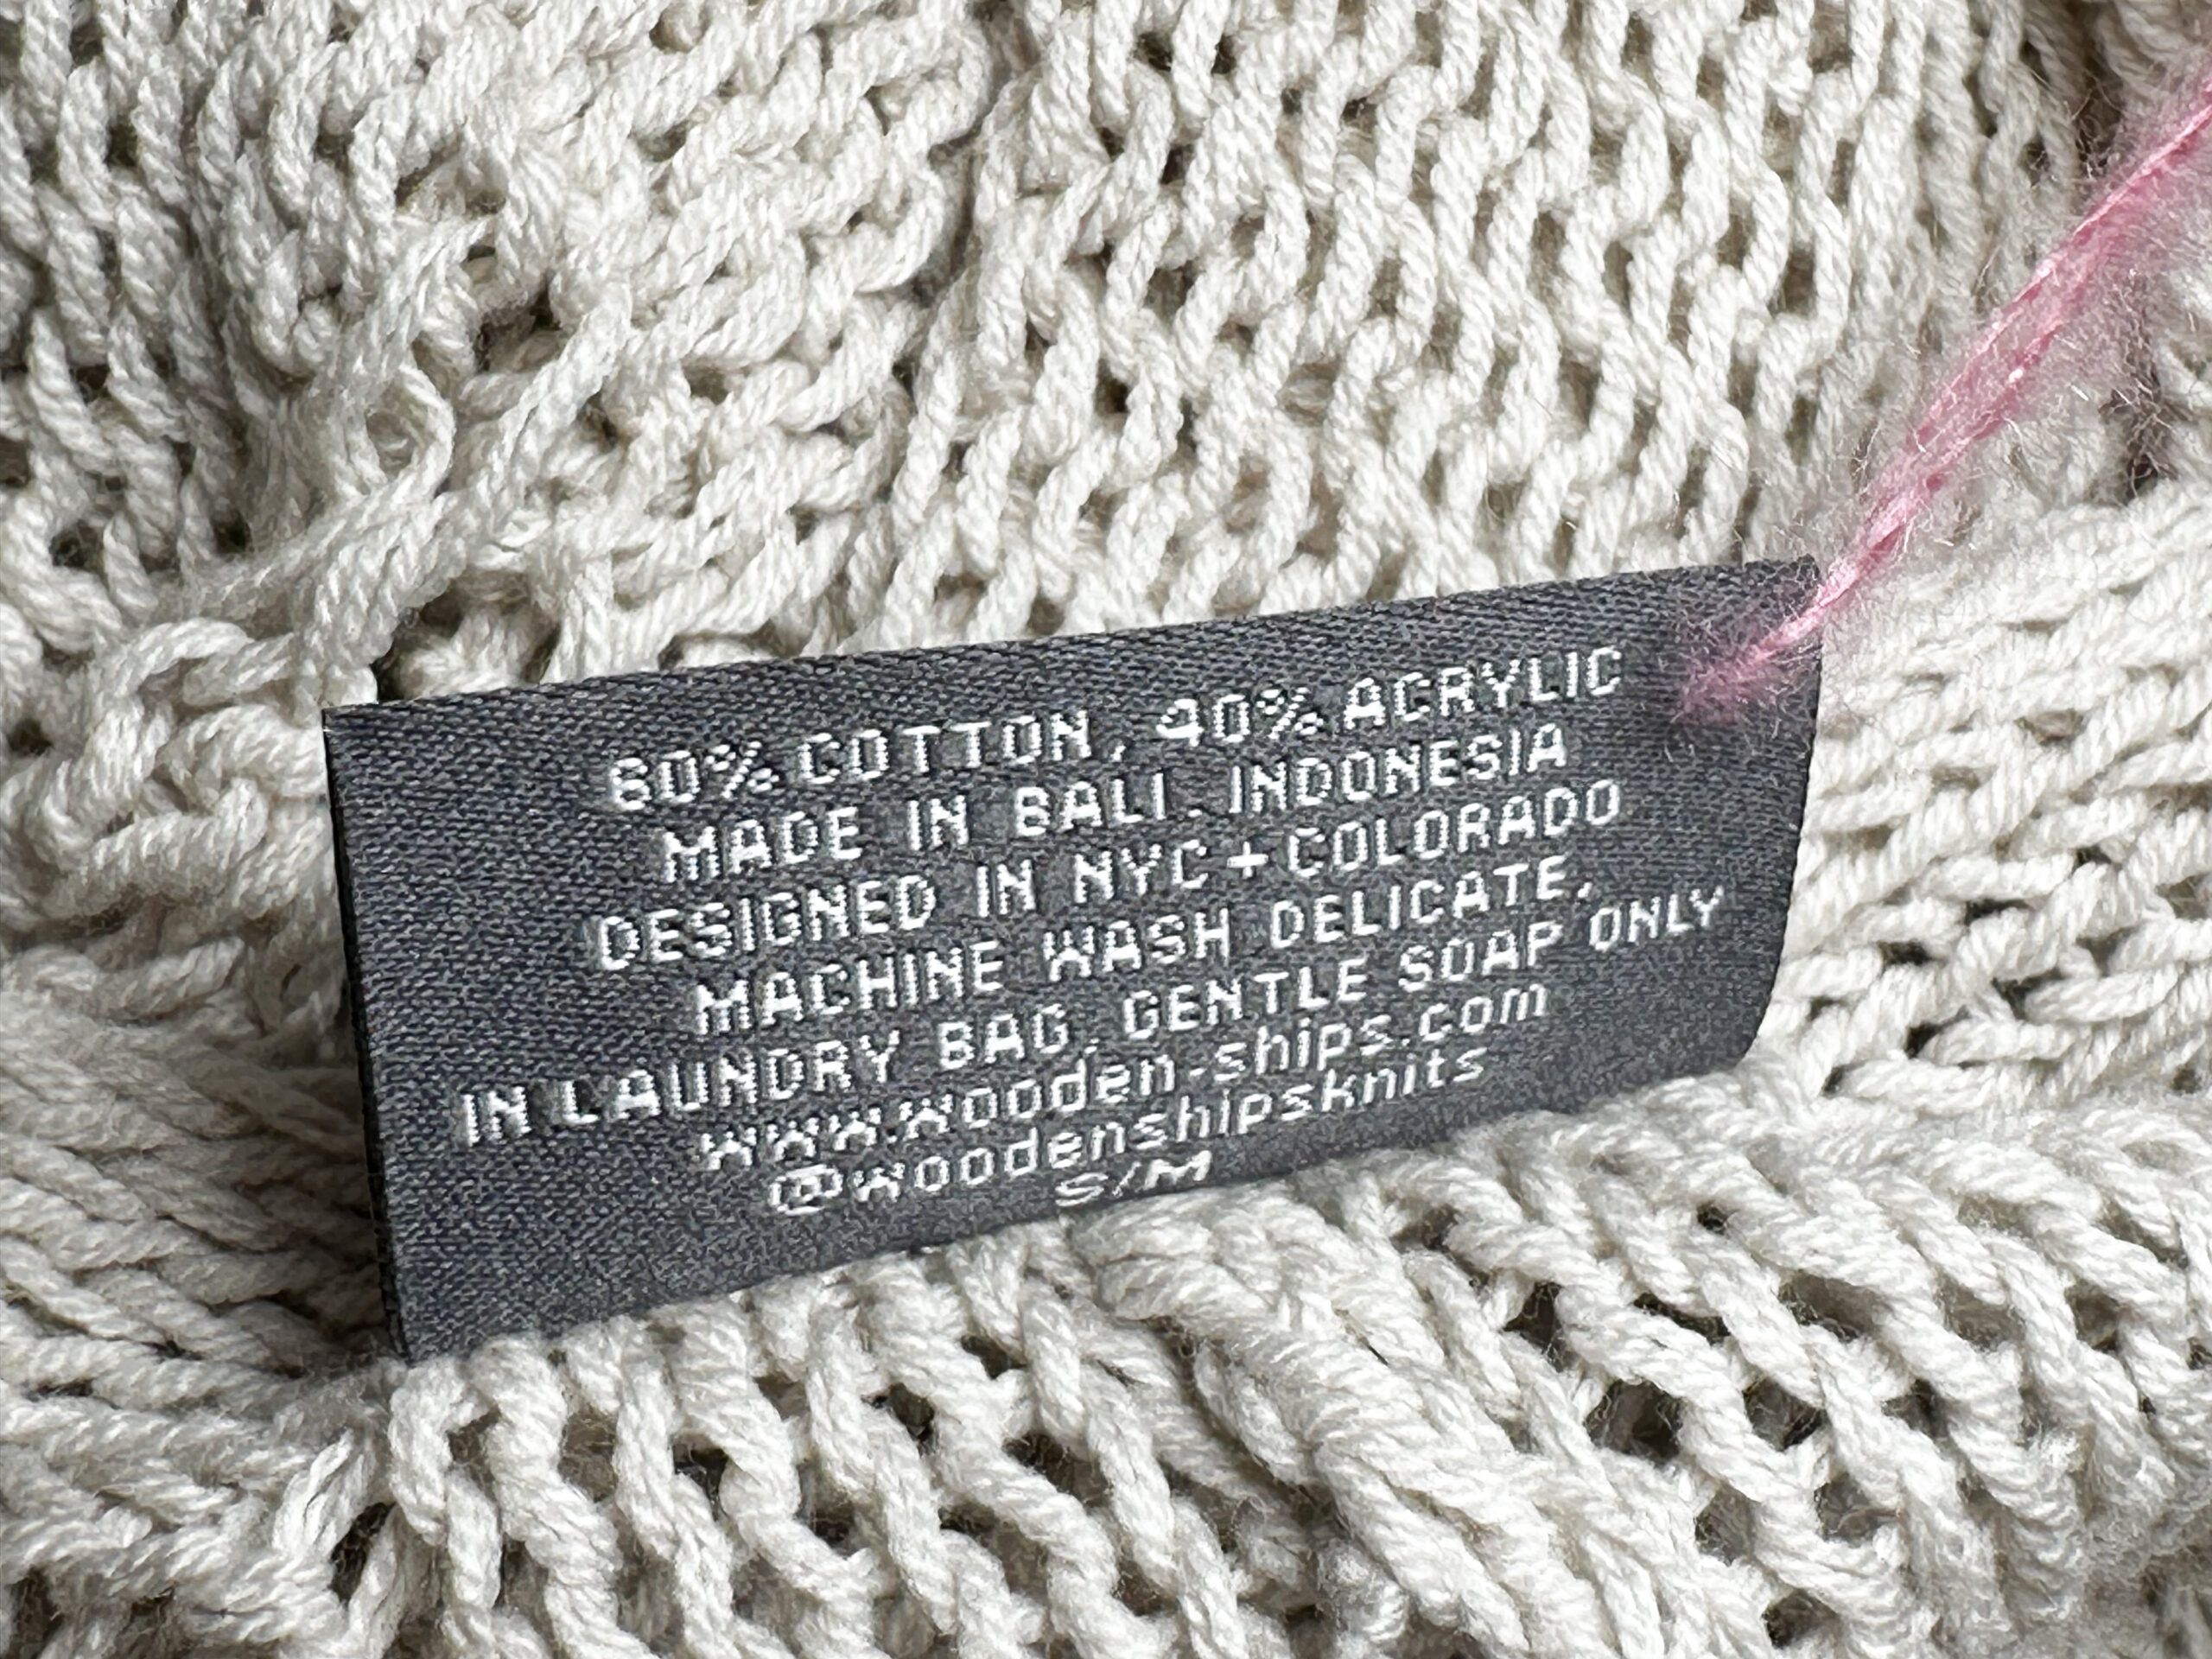 60% COTTON, 40% ACRYLIC
MADE IN BALI, INDONESIA
DESIGNED IN NYC + COLORADO
MACHINE WASH DELICATE,
IN LAUNDRY BAG, GENTLE SOAP ONLY
www.wooden-ships.com
@woodenshipsknits
S/M